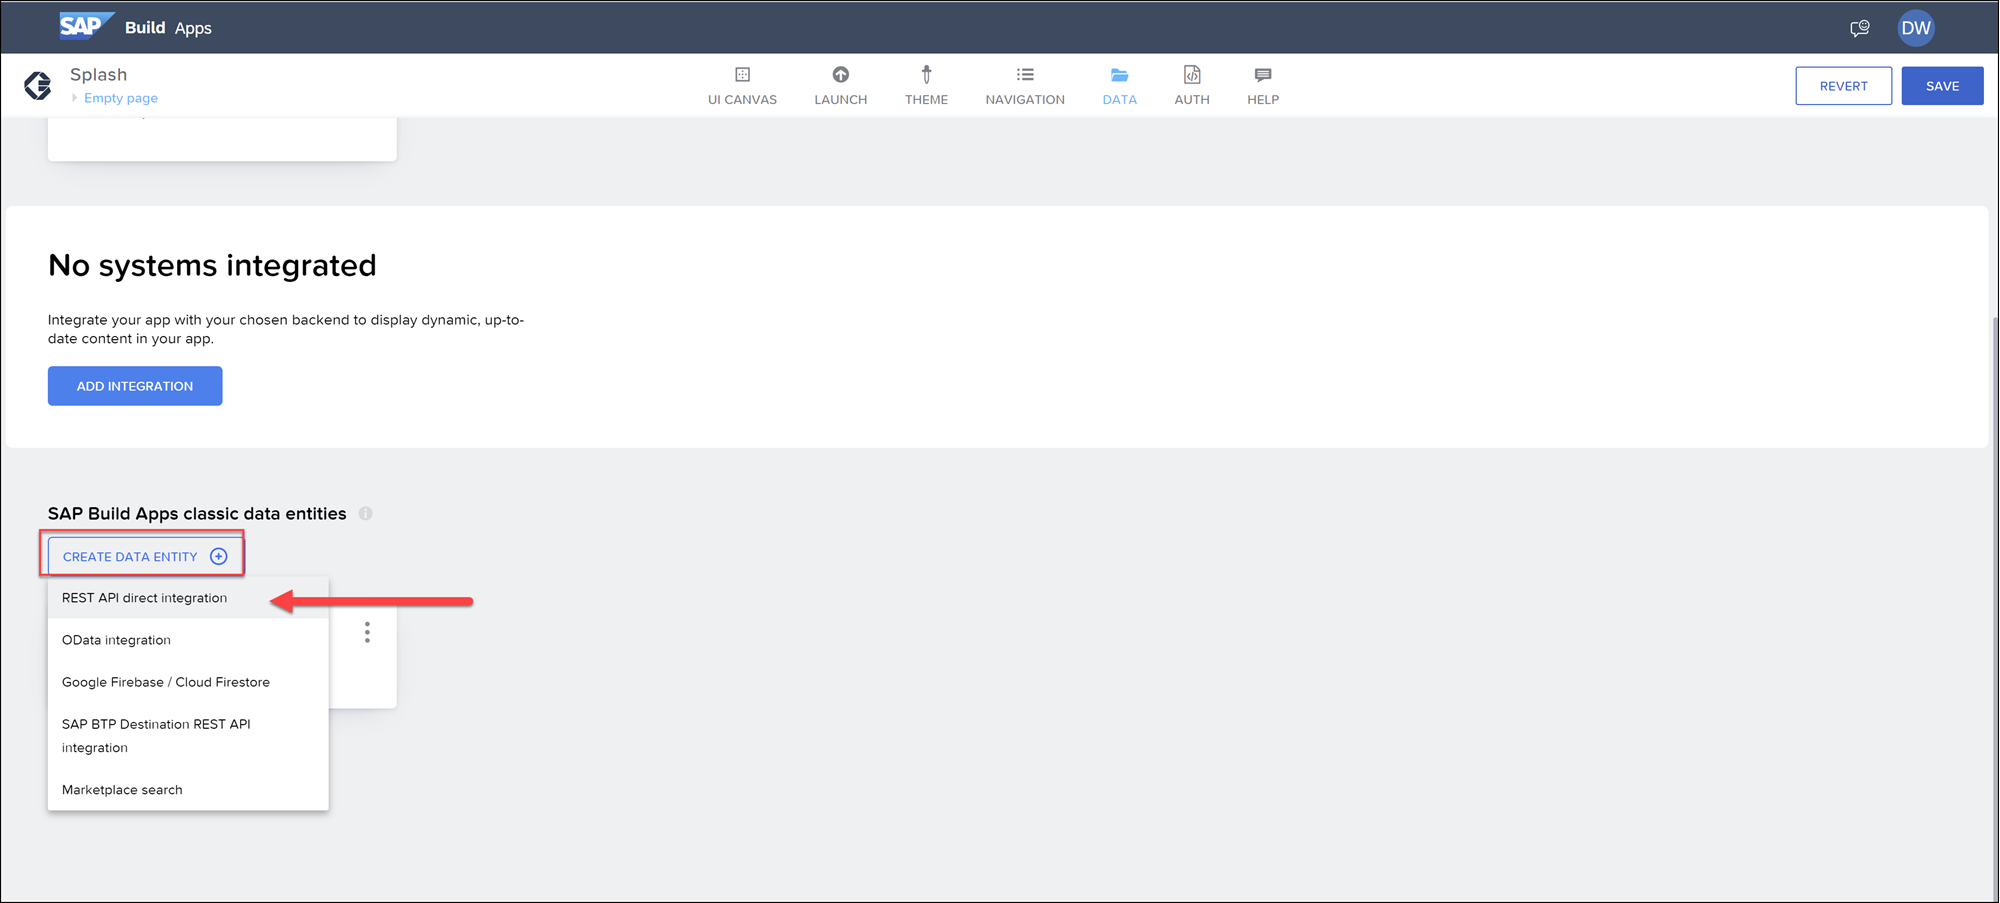 SAP Build Apps
DW
Splash
Empty page
UI CANVAS
LAUNCH
THEME
NAVIGATION
DATA
AUTH
HELP
REVERT
SAVE
No systems integrated
Integrate your app with your chosen backend to display dynamic, up-to-
date content in your app.
ADD INTEGRATION
SAP Build Apps classic data entities
CREATE DATA ENTITY
REST API direct integration
OData integration
Google Firebase / Cloud Firestore
SAP BTP Destination REST API
integration
Marketplace search